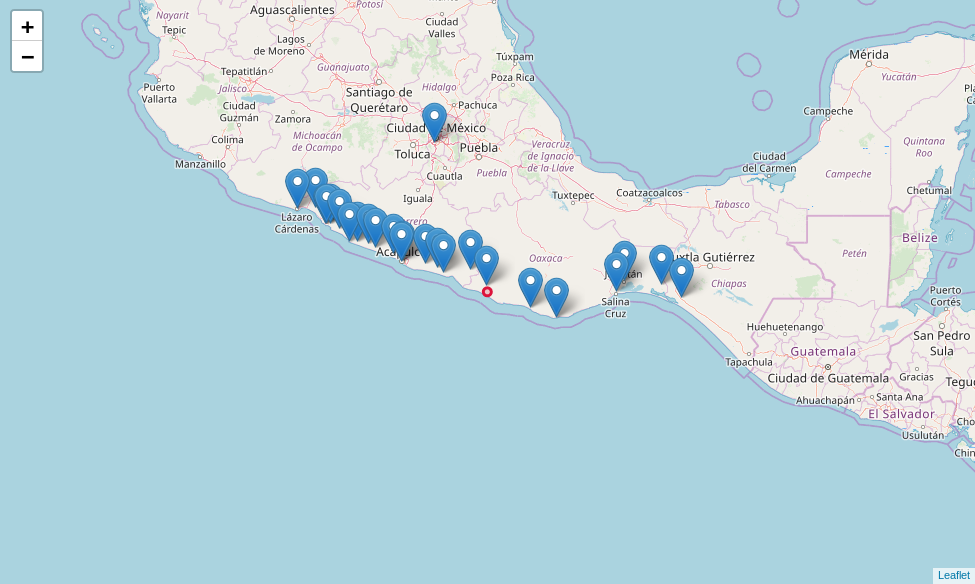 +
−
Nayarit
Tepic
Aguascalientes
Potosí
Ciudad
Valles
Lagos
de Moreno
Tepatitlán
Guanajuato
Túxpam
Poza Rica
Puerto
Vallarta
Jalisco
Santiago de
Querétaro
Hidalgo
Pachuca
Ciudad
Guzmán
Zamora
Colima
Michoacán
de Ocampo
Ciudad de México
Toluca
Puebla
Veracruz
de Ignacio
de la Llave
Manzanillo
Cuautla
Puebla
Iguala
Tuxtepec
Coatzacoalcos
Lázaro
Cárdenas
Oaxaca
Salina
Cruz
Tuxtla Gutiérrez
Chiapas
Tabasco
Ciudad
del Carmen
Campeche
Campeche
Mérida
Yucatán
Quintana
Roo
Chetumal
Belize
Petén
Puerto
Cortés
Huehuetenango
San Pedro
Sula
Guatemala
Tapachula
Ciudad de Guatemala
Gracias
Ahuachapán
Santa Ana
El Salvador
Usulután
Leaflet